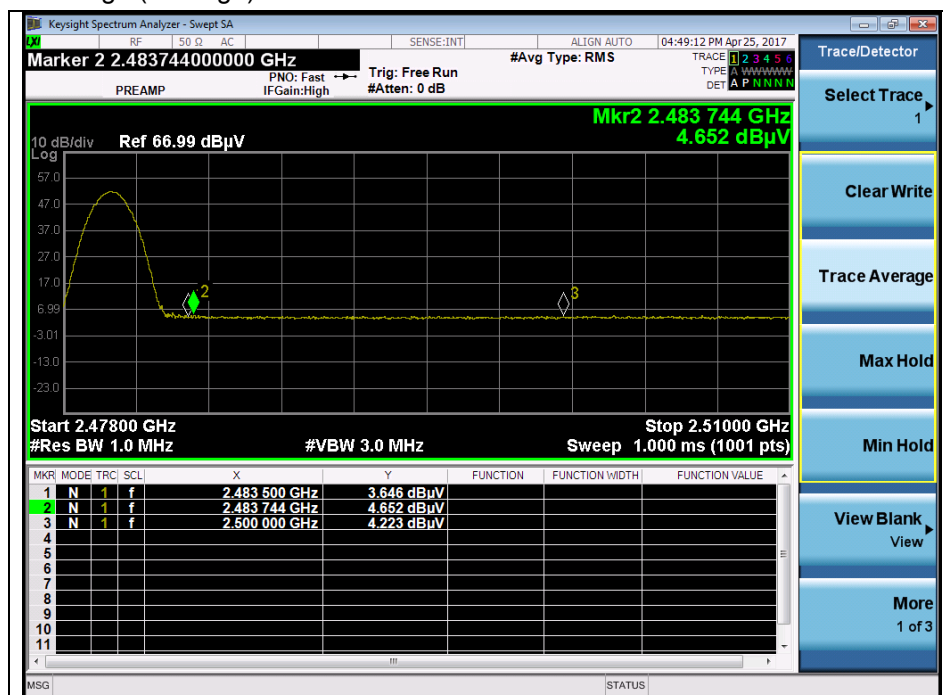 Keysight Spectrum Analyzer - Swept SA
LXI RF 50 Ω AC SENSE:INT ALIGN AUTO 04:49:12 PM Apr 25, 2017
Marker 2 2.483744000000 GHz
PREAMP
PNO: Fast
IFGain:High
Trig: Free Run
#Atten: 0 dB
#Avg Type: RMS
TRACE 1 2 3 4 5 6
TYPE A WWWWW
DET A P N N N N
Mkr2 2.483 744 GHz
4.652 dBµV
10 dB/div Ref 66.99 dBµV
Log
57.0
47.0
37.0
27.0
17.0
6.99
-3.01
-13.0
-23.0
2
3
Start 2.47800 GHz Stop 2.51000 GHz
#Res BW 1.0 MHz #VBW 3.0 MHz Sweep 1.000 ms (1001 pts)
MKR MODE TRC SCL X Y FUNCTION FUNCTION WIDTH FUNCTION VALUE
1 N 1 f 2.483 500 GHz 3.646 dBµV
2 N 1 f 2.483 744 GHz 4.652 dBµV
3 N 1 f 2.500 000 GHz 4.223 dBµV
4
5
6
7
8
9
10
11
MSG STATUS
Trace/Detector
Select Trace
1
Clear Write
Trace Average
Max Hold
Min Hold
View Blank
View
More
1 of 3